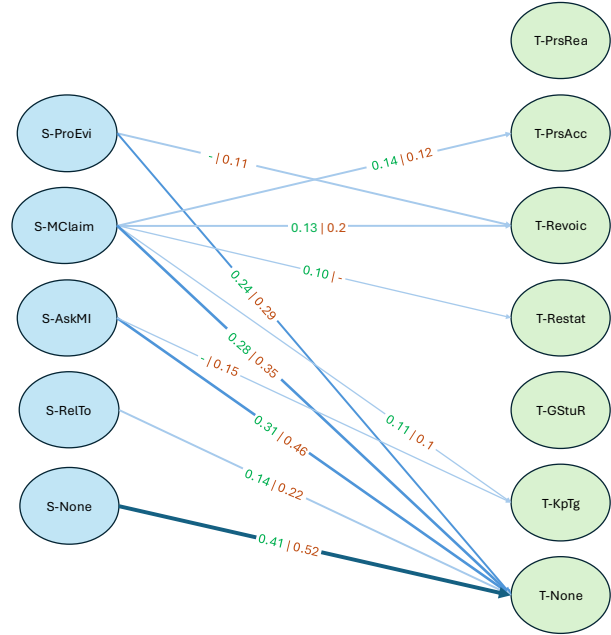 T-PrsRea
S-ProEvi
T-PrsAcc
- | 0.11
0.14 | 0.12
S-MClaim
0.13 | 0.2
T-Revoic
0.10 | -
0.24 | 0.29
S-AskMI
T-Restat
0.28 | 0.35
- | 0.15
S-RelTo
T-GStuR
0.31 | 0.46
0.11 | 0.1
0.14 | 0.22
S-None
T-KpTg
0.41 | 0.52
T-None